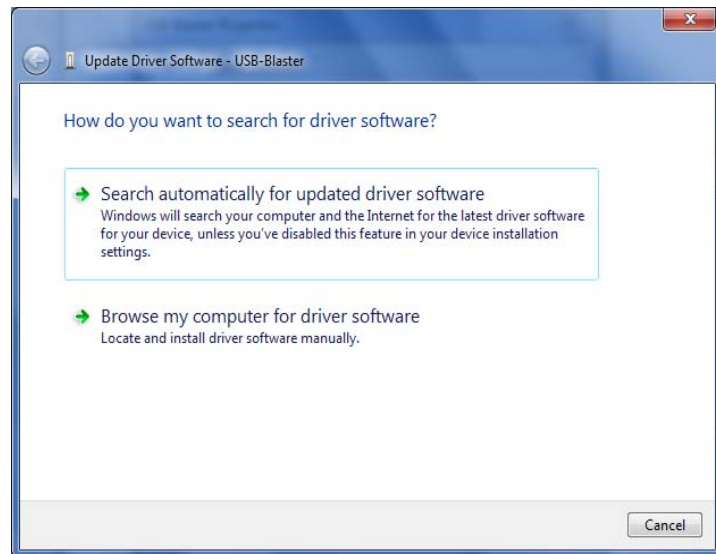 Update Driver Software - USB-Blaster
How do you want to search for driver software?
Search automatically for updated driver software
Windows will search your computer and the Internet for the latest driver software
for your device, unless you've disabled this feature in your device installation
settings.
Browse my computer for driver software
Locate and install driver software manually.
Cancel